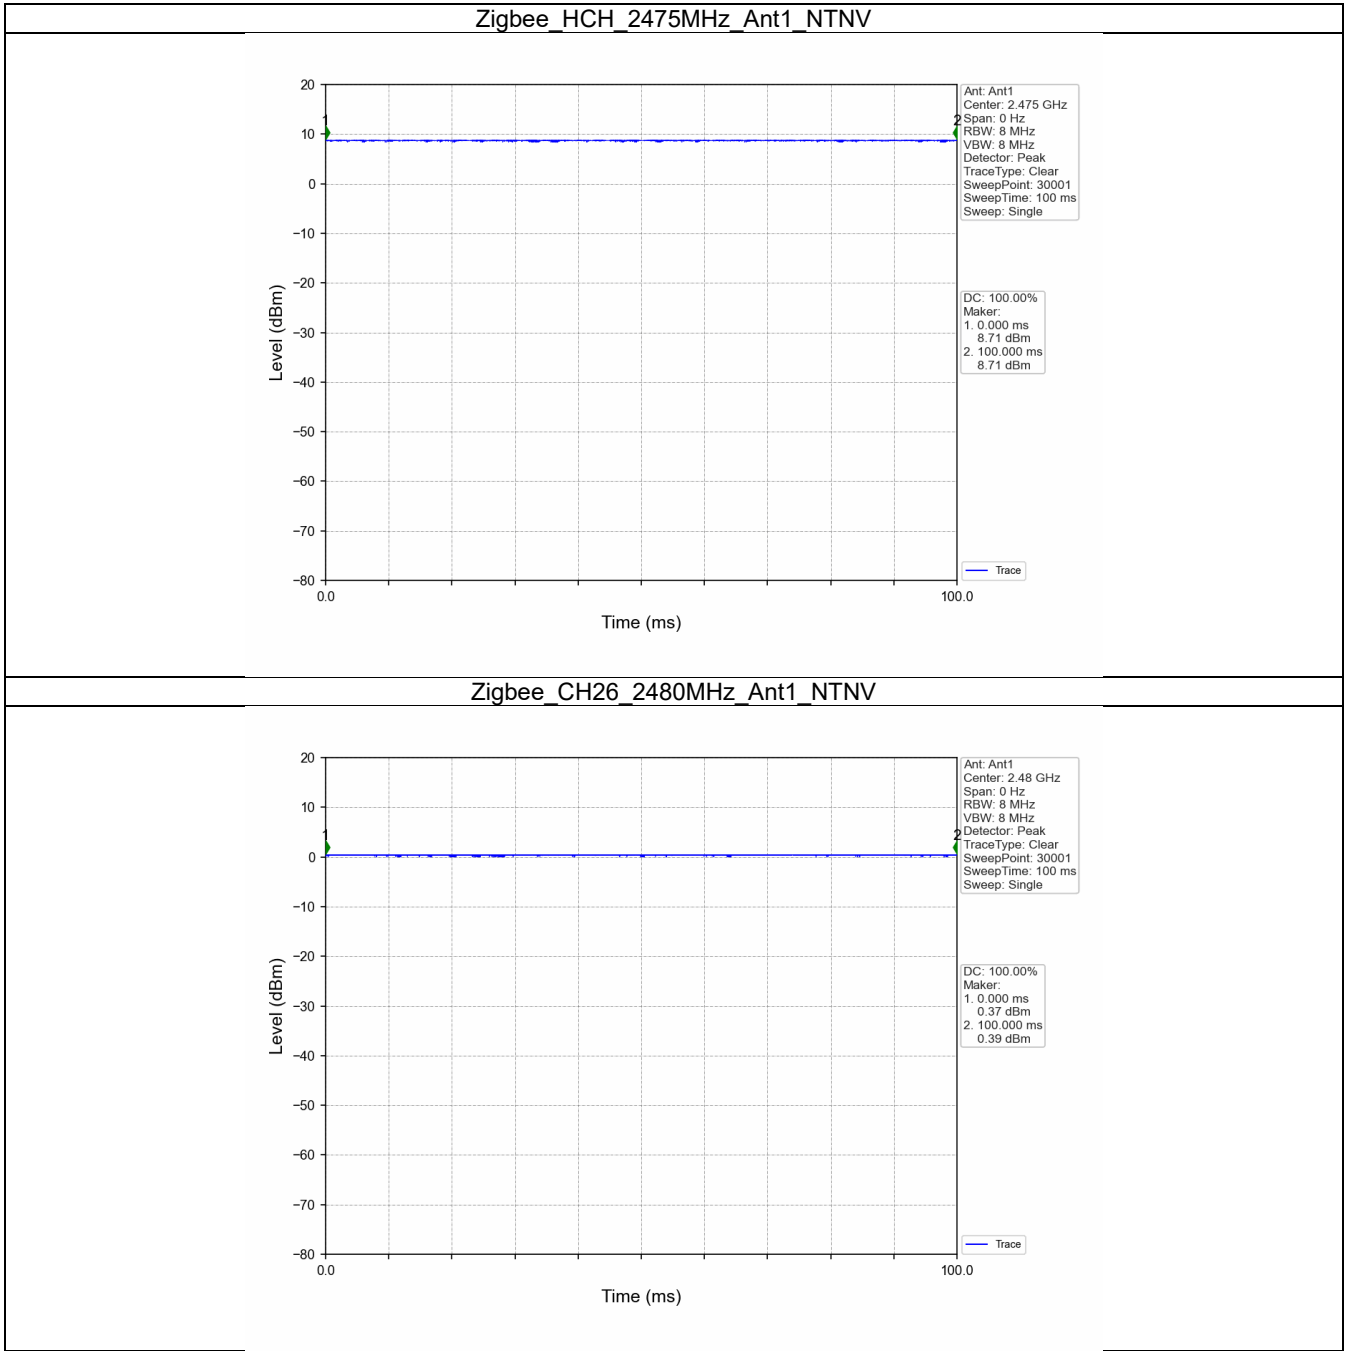 Zigbee_HCH_2475MHz_Ant1_NTNV
20
10
0
−10
−20
−30
−40
−50
−60
−70
−80
Level (dBm)
1
2
0.0
100.0
Time (ms)
Ant: Ant1
Center: 2.475 GHz
Span: 0 Hz
RBW: 8 MHz
VBW: 8 MHz
Detector: Peak
TraceType: Clear
SweepPoint: 30001
SweepTime: 100 ms
Sweep: Single
DC: 100.00%
Maker:
1. 0.000 ms
8.71 dBm
2. 100.000 ms
8.71 dBm
Trace
Zigbee_CH26_2480MHz_Ant1_NTNV
20
10
0
−10
−20
−30
−40
−50
−60
−70
−80
Level (dBm)
1
2
0.0
100.0
Time (ms)
Ant: Ant1
Center: 2.48 GHz
Span: 0 Hz
RBW: 8 MHz
VBW: 8 MHz
Detector: Peak
TraceType: Clear
SweepPoint: 30001
SweepTime: 100 ms
Sweep: Single
DC: 100.00%
Maker:
1. 0.000 ms
0.37 dBm
2. 100.000 ms
0.39 dBm
Trace